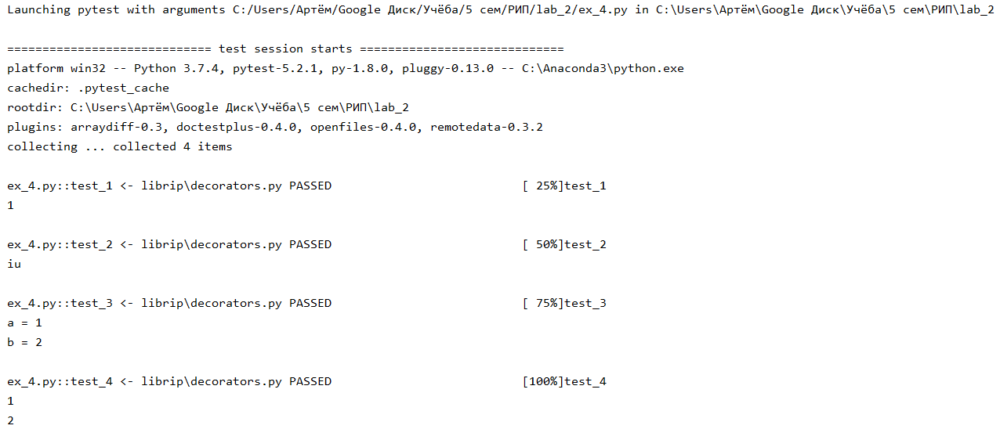 Launching pytest with arguments C:/Users/Артём/Google Диск/Учёба/5 сем/РИП/lab_2/ex_4.py in C:\Users\Артём\Google Диск\Учёба\5 сем\РИП\lab_2
============================= test session starts =============================
platform win32 -- Python 3.7.4, pytest-5.2.1, py-1.8.0, pluggy-0.13.0 -- C:\Anaconda3\python.exe
cachedir: .pytest_cache
rootdir: C:\Users\Артём\Google Диск\Учёба\5 сем\РИП\lab_2
plugins: arraydiff-0.3, doctestplus-0.4.0, openfiles-0.4.0, remotedata-0.3.2
collecting ... collected 4 items
ex_4.py::test_1 <- librip\decorators.py PASSED                           [ 25%]test_1
1
ex_4.py::test_2 <- librip\decorators.py PASSED                           [ 50%]test_2
iu
ex_4.py::test_3 <- librip\decorators.py PASSED                           [ 75%]test_3
a = 1
b = 2
ex_4.py::test_4 <- librip\decorators.py PASSED                           [100%]test_4
1
2